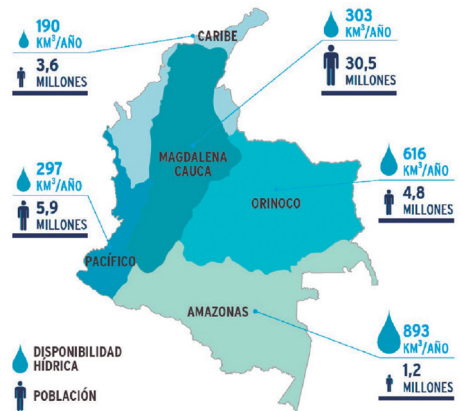 190
KM³/AÑO
3,6
MILLONES
CARIBE
303
KM³/AÑO
30,5
MILLONES
297
KM³/AÑO
5,9
MILLONES
MAGDALENA
CAUCA
616
KM³/AÑO
4,8
MILLONES
ORINOCO
PACÍFICO
AMAZONAS
893
KM³/AÑO
1,2
MILLONES
DISPONIBILIDAD
HÍDRICA
POBLACIÓN